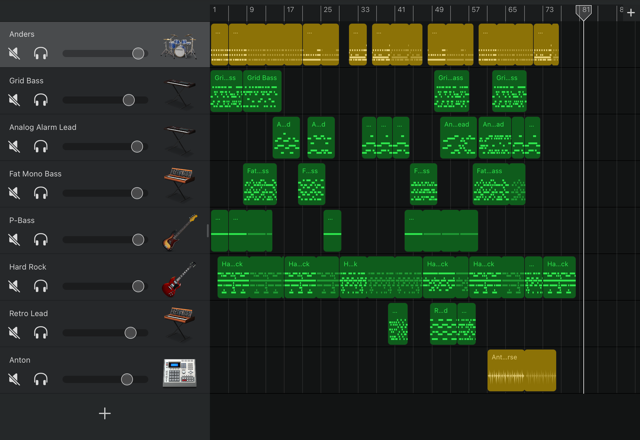 1 9 17 25 33 41 49 57 65 73 81 8
Anders
Grid Bass
Gri...ss Grid Bass Gri...ass Gri...ss
Analog Alarm Lead
A...d A...d ... ... ... An...ead An...ad ... ...
Fat Mono Bass
Fat...ss F...ss F...ss Fat...ass
P-Bass
... ... ... ...
Hard Rock
Ha...ck Ha...ck H...k Ha...ck Ha...ck ... Ha...ck
Retro Lead
... R...d ...
Anton
Ant...rse